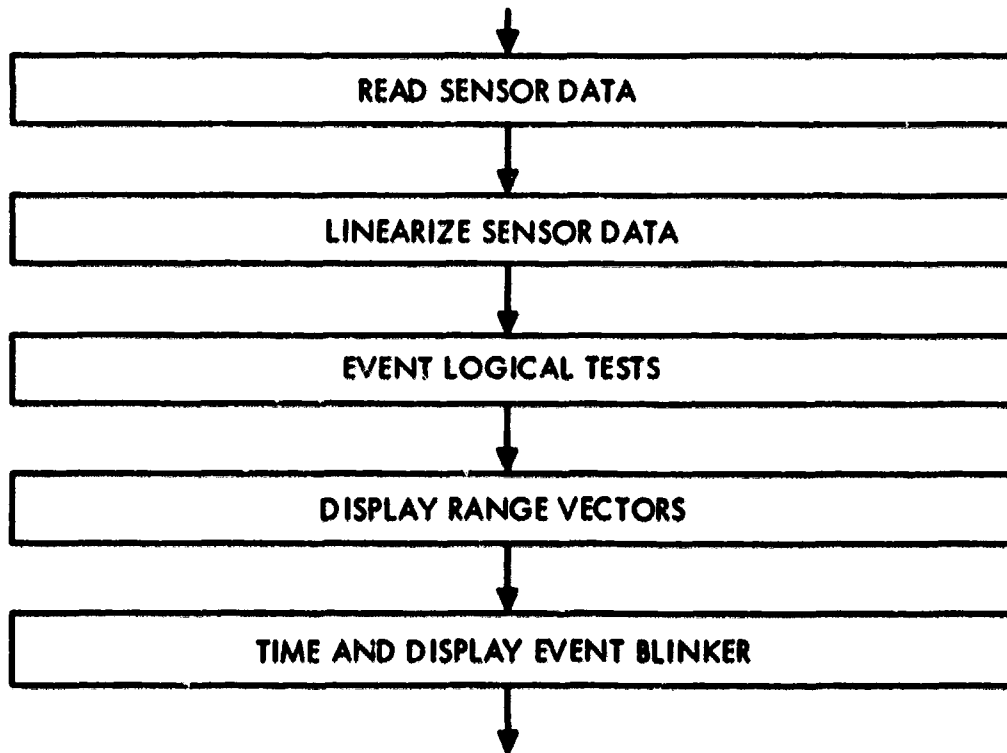 READ SENSOR DATA
LINEARIZE SENSOR DATA
EVENT LOGICAL TESTS
DISPLAY RANGE VECTORS
TIME AND DISPLAY EVENT BLINKER